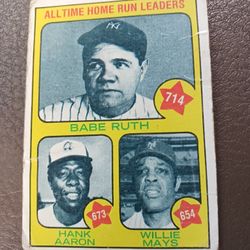 ALLTIME HOME RUN LEADERS
714
BABE RUTH
673
654
HANK
AARON
WILLIE
MAYS